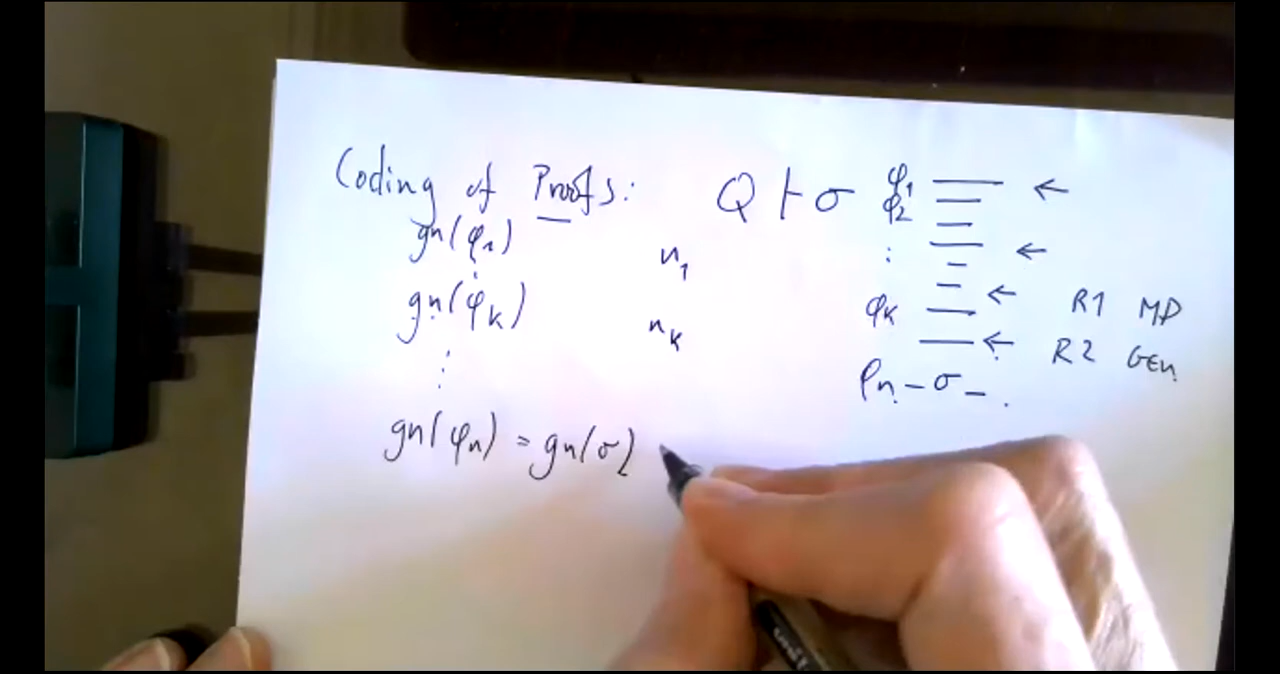 Coding of Proofs: Q ⊢ σ φ1
φ2
gn(φ1) n1
⋮
gn(φk) nk φk R1 MP
⋮ R2 Gen
φn – σ – .
gn(φn) = gn(σ)